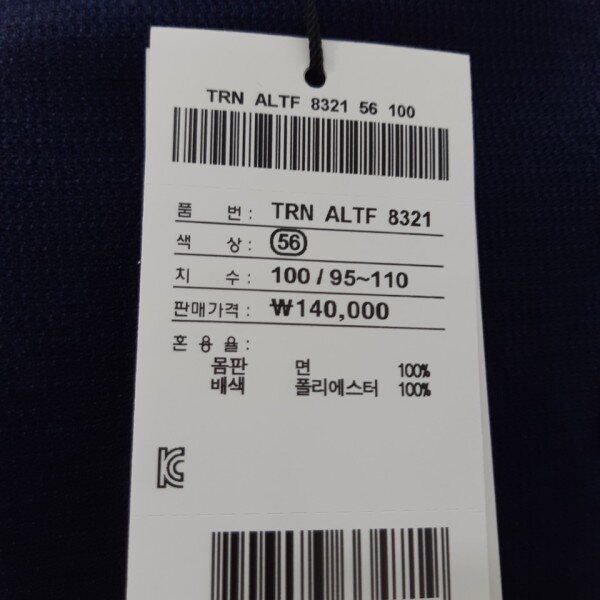 TRN ALTF 8321 56 100
품 번 : TRN ALTF 8321
색 상 : 56
치 수 : 100 / 95~110
판매가격 : ₩140,000
혼 용 율 :
몸판 면 100%
배색 폴리에스터 100%
KC